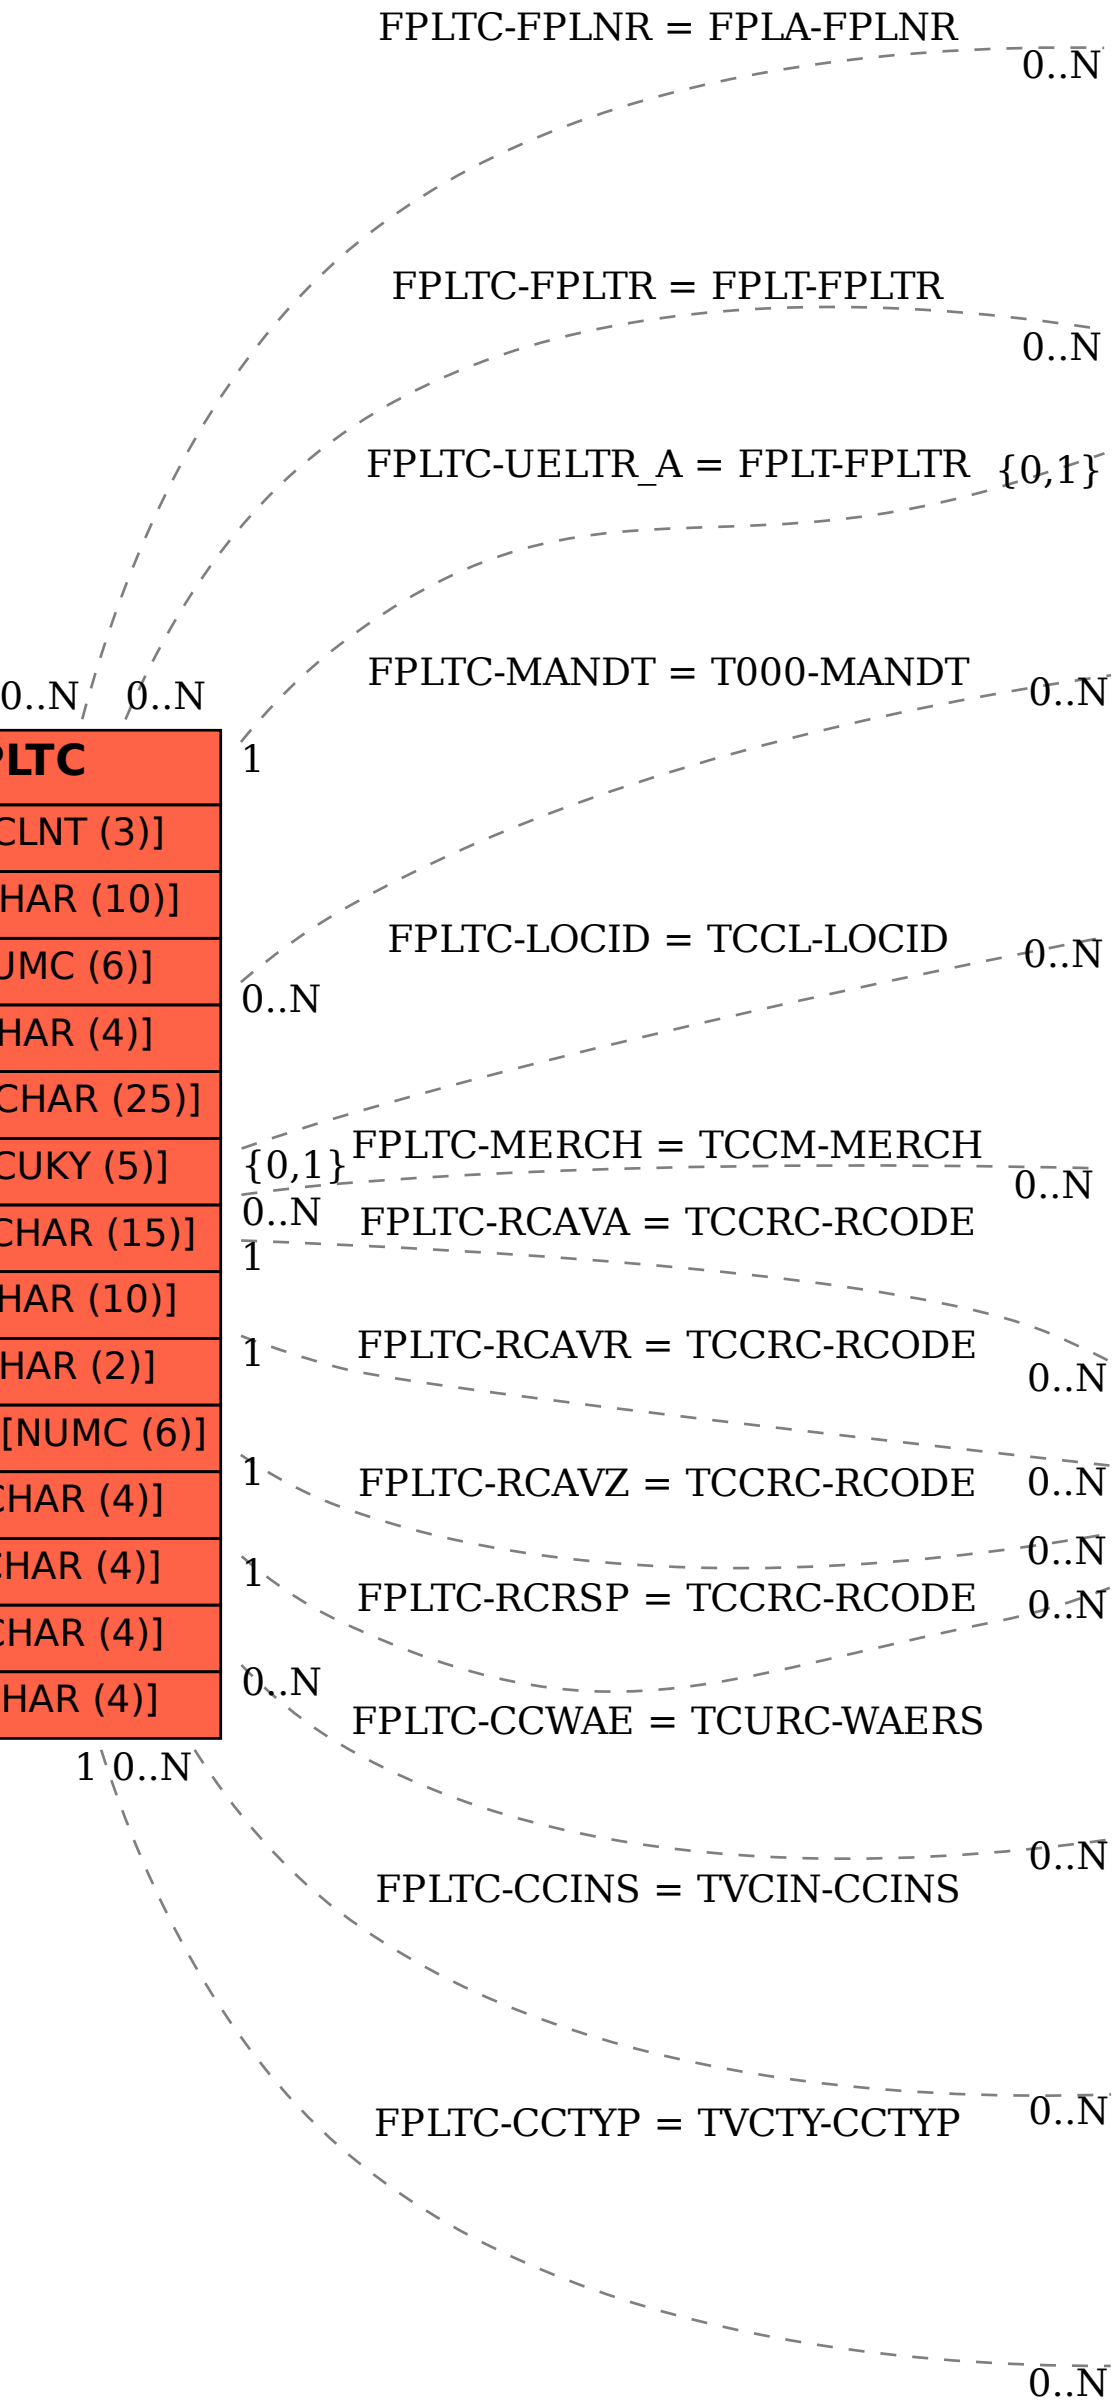 FPLTC-FPLNR = FPLA-FPLNR
0..N
FPLTC-FPLTR = FPLT-FPLTR
0..N
FPLTC-UELTR_A = FPLT-FPLTR {0,1}
FPLTC-MANDT = T000-MANDT
0..N
0..N 0..N
PLTC
1
CLNT (3)]
HAR (10)]
FPLTC-LOCID = TCCL-LOCID
0..N
UMC (6)]
0..N
HAR (4)]
CHAR (25)]
FPLTC-MERCH = TCCM-MERCH
CUKY (5)]
{0,1}
0..N
0..N
FPLTC-RCAVA = TCCRC-RCODE
CHAR (15)]
1
HAR (10)]
FPLTC-RCAVR = TCCRC-RCODE
1
HAR (2)]
0..N
[NUMC (6)]
1
FPLTC-RCAVZ = TCCRC-RCODE
0..N
CHAR (4)]
0..N
CHAR (4)]
1
FPLTC-RCRSP = TCCRC-RCODE
0..N
CHAR (4)]
0..N
HAR (4)]
FPLTC-CCWAE = TCURC-WAERS
1 0..N
0..N
FPLTC-CCINS = TVCIN-CCINS
0..N
FPLTC-CCTYP = TVCTY-CCTYP
0..N